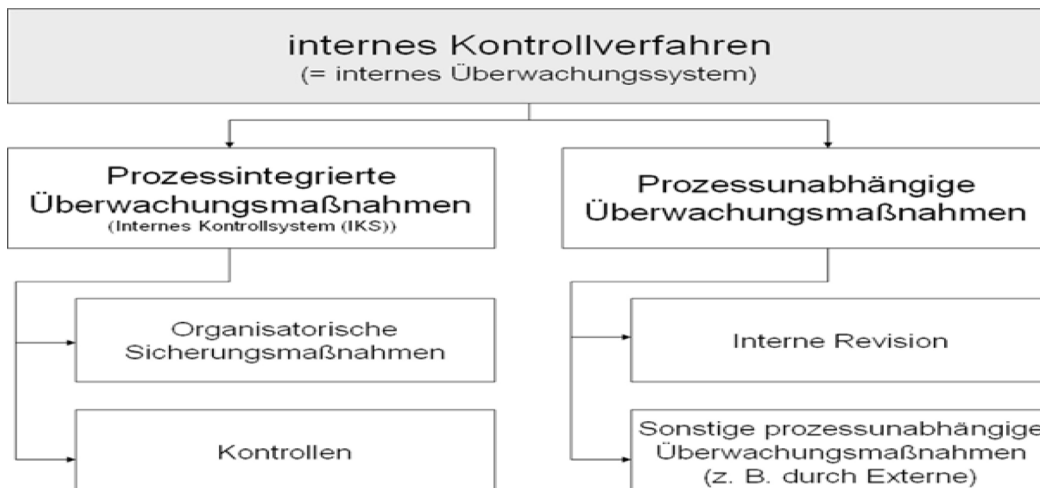 internes Kontrollverfahren
(= internes Überwachungssystem)
Prozessintegrierte
Überwachungsmaßnahmen
(Internes Kontrollsystem (IKS))
Organisatorische
Sicherungsmaßnahmen
Kontrollen
Prozessunabhängige
Überwachungsmaßnahmen
Interne Revision
Sonstige prozessunabhängige
Überwachungsmaßnahmen
(z. B. durch Externe)